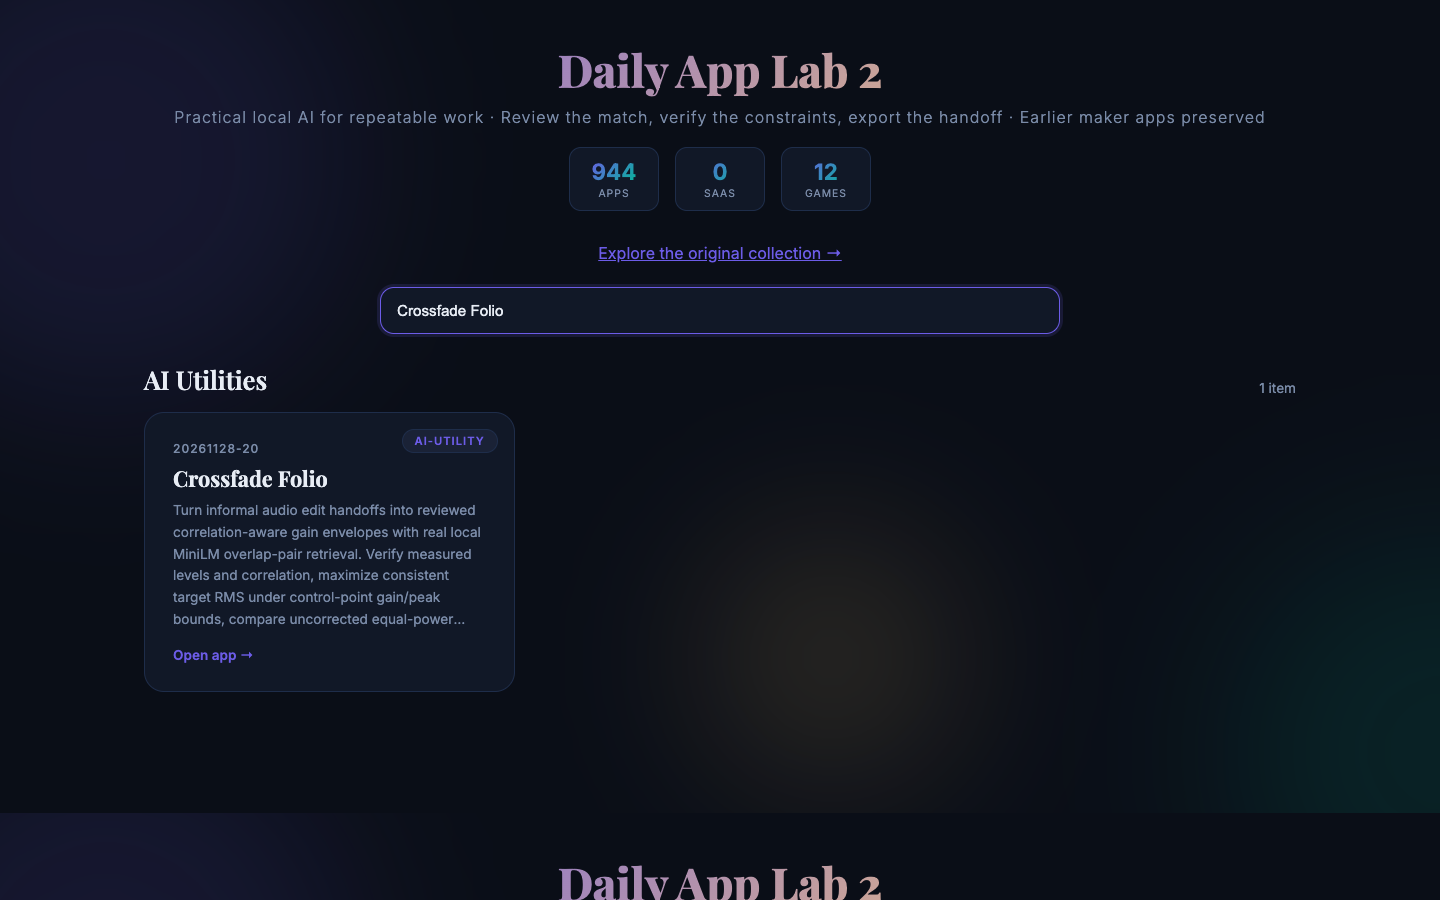 Daily App Lab 2
Practical local AI for repeatable work · Review the match, verify the constraints, export the handoff · Earlier maker apps preserved
944
APPS
0
SAAS
12
GAMES
Explore the original collection →
Crossfade Folio
AI Utilities
1 item
20261128-20
AI-UTILITY
Crossfade Folio
Turn informal audio edit handoffs into reviewed
correlation-aware gain envelopes with real local
MiniLM overlap-pair retrieval. Verify measured
levels and correlation, maximize consistent
target RMS under control-point gain/peak
bounds, compare uncorrected equal-power...
Open app →
Daily App Lab 2